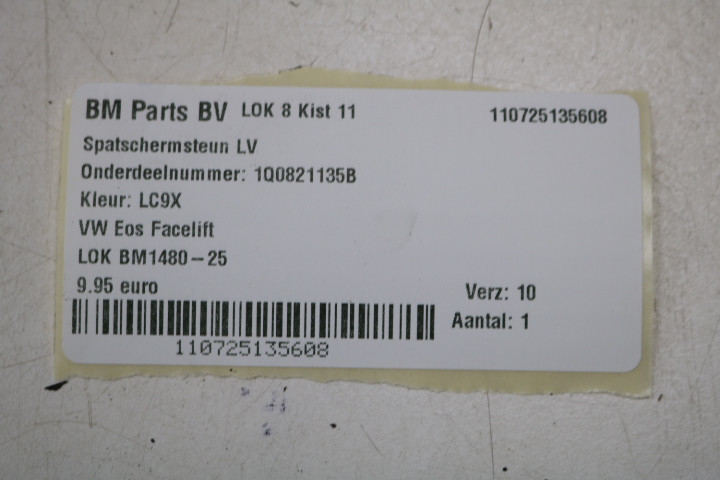 BM Parts BV LOK 8 Kist 11 110725135608
Spatschermsteun LV
Onderdeelnummer: 1Q0821135B
Kleur: LC9X
VW Eos Facelift
LOK BM1480-25
9.95 euro
Verz: 10
Aantal: 1
110725135608